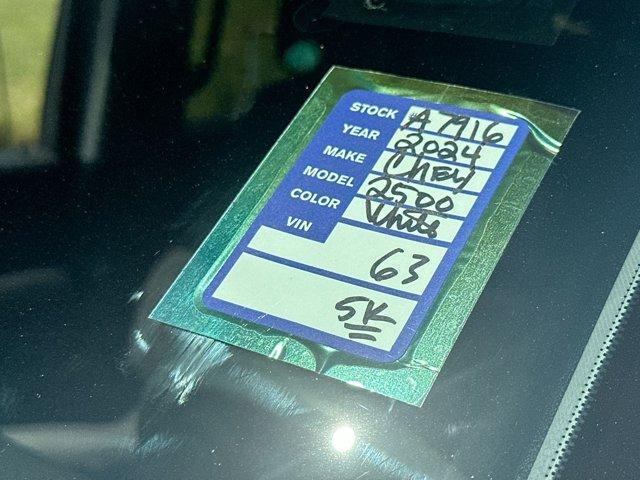 STOCK A7916
YEAR 2024
MAKE Chev
MODEL 2500
COLOR White
VIN
63
5K